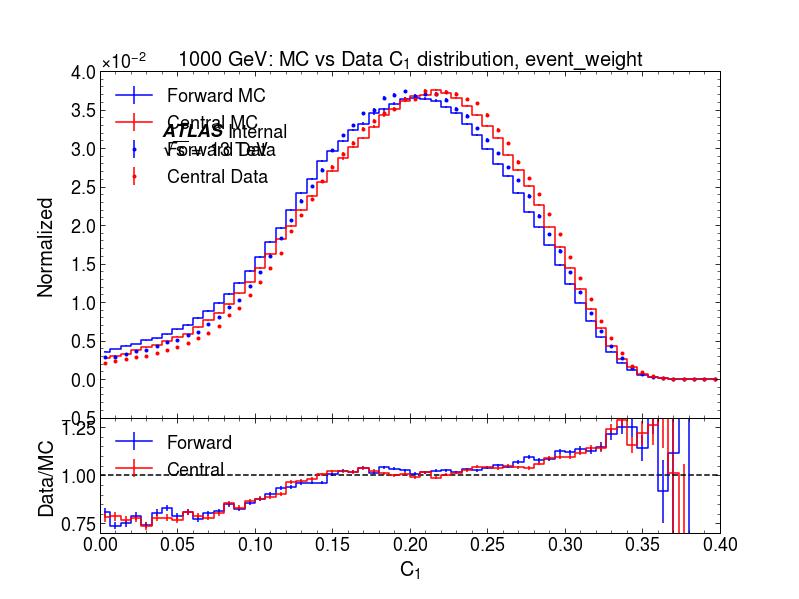 ×10⁻² 1000 GeV: MC vs Data C₁ distribution, event_weight
4.0
3.5
3.0
2.5
2.0
1.5
1.0
0.5
0.0
-0.5
Normalized
Forward MC
Central MC
ATLAS Internal
√s = 13 TeV
Forward Data
Central Data
1.25
1.00
0.75
Data/MC
Forward
Central
0.00 0.05 0.10 0.15 0.20 0.25 0.30 0.35 0.40
C₁